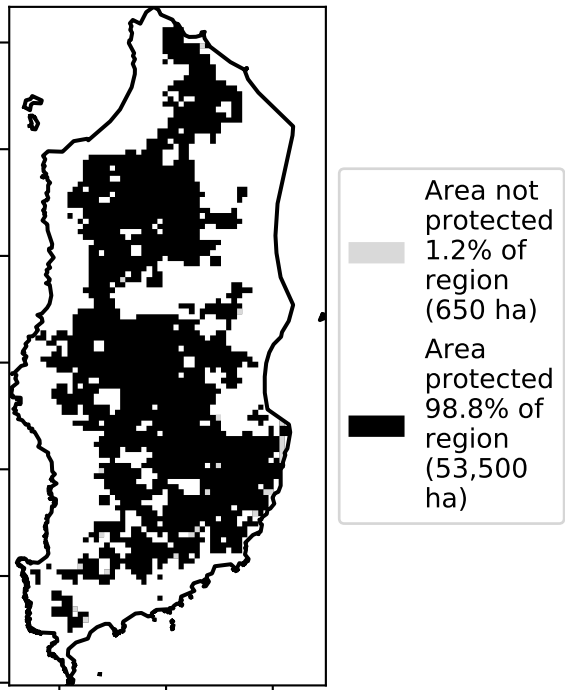 Area not
protected
1.2% of
region
(650 ha)
Area
protected
98.8% of
region
(53,500
ha)